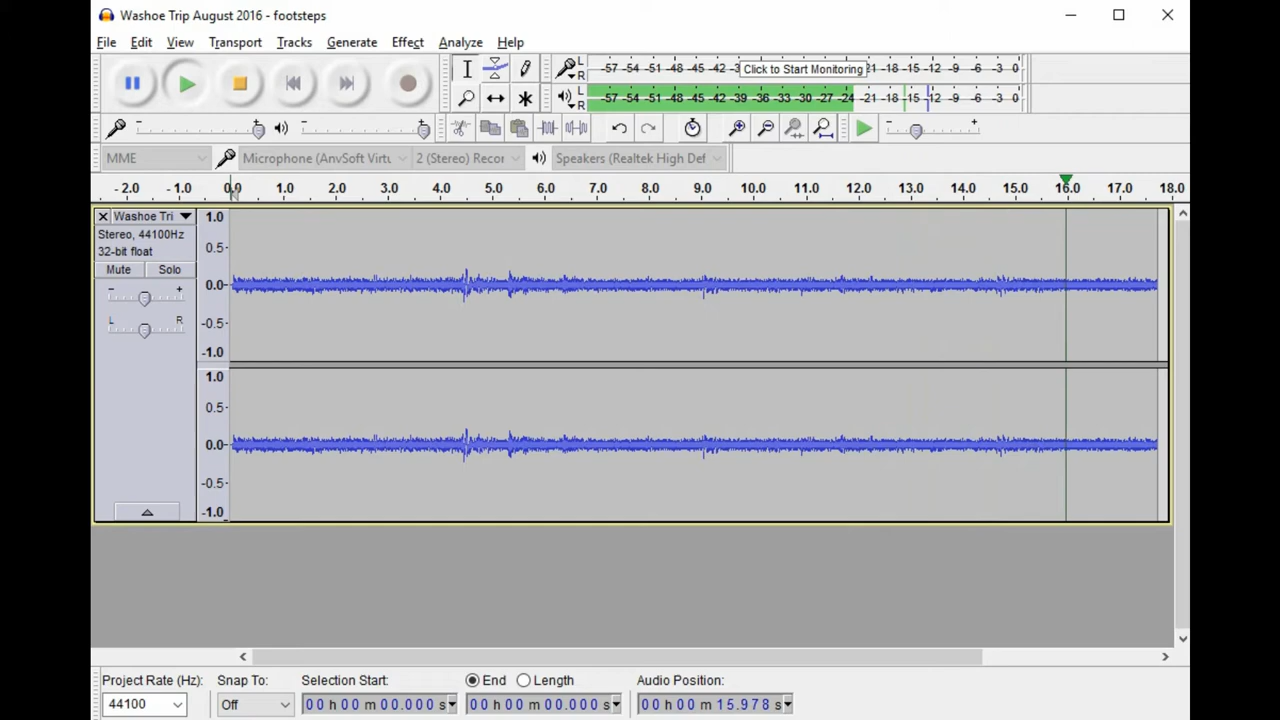 Washoe Trip August 2016 - footsteps
File Edit View Transport Tracks Generate Effect Analyze Help
L R -57 -54 -51 -48 -45 -42 Click to Start Monitoring -18 -15 -12 -9 -6 -3 0
L R -57 -54 -51 -48 -45 -42 -39 -36 -33 -30 -27 -24 -21 -18 -15 -12 -9 -6 -3 0
- + - + - +
MME Microphone (AnvSoft Virtu 2 (Stereo) Recor Speakers (Realtek High Def
- 2.0 - 1.0 0.0 1.0 2.0 3.0 4.0 5.0 6.0 7.0 8.0 9.0 10.0 11.0 12.0 13.0 14.0 15.0 16.0 17.0 18.0
Washoe Tri 1.0
Stereo, 44100Hz
32-bit float 0.5
Mute Solo
- + 0.0
L R -0.5
-1.0
1.0
0.5
0.0
-0.5
-1.0
Project Rate (Hz): Snap To: Selection Start: End Length Audio Position:
44100 Off 00 h 00 m 00.000 s 00 h 00 m 00.000 s 00 h 00 m 15.978 s